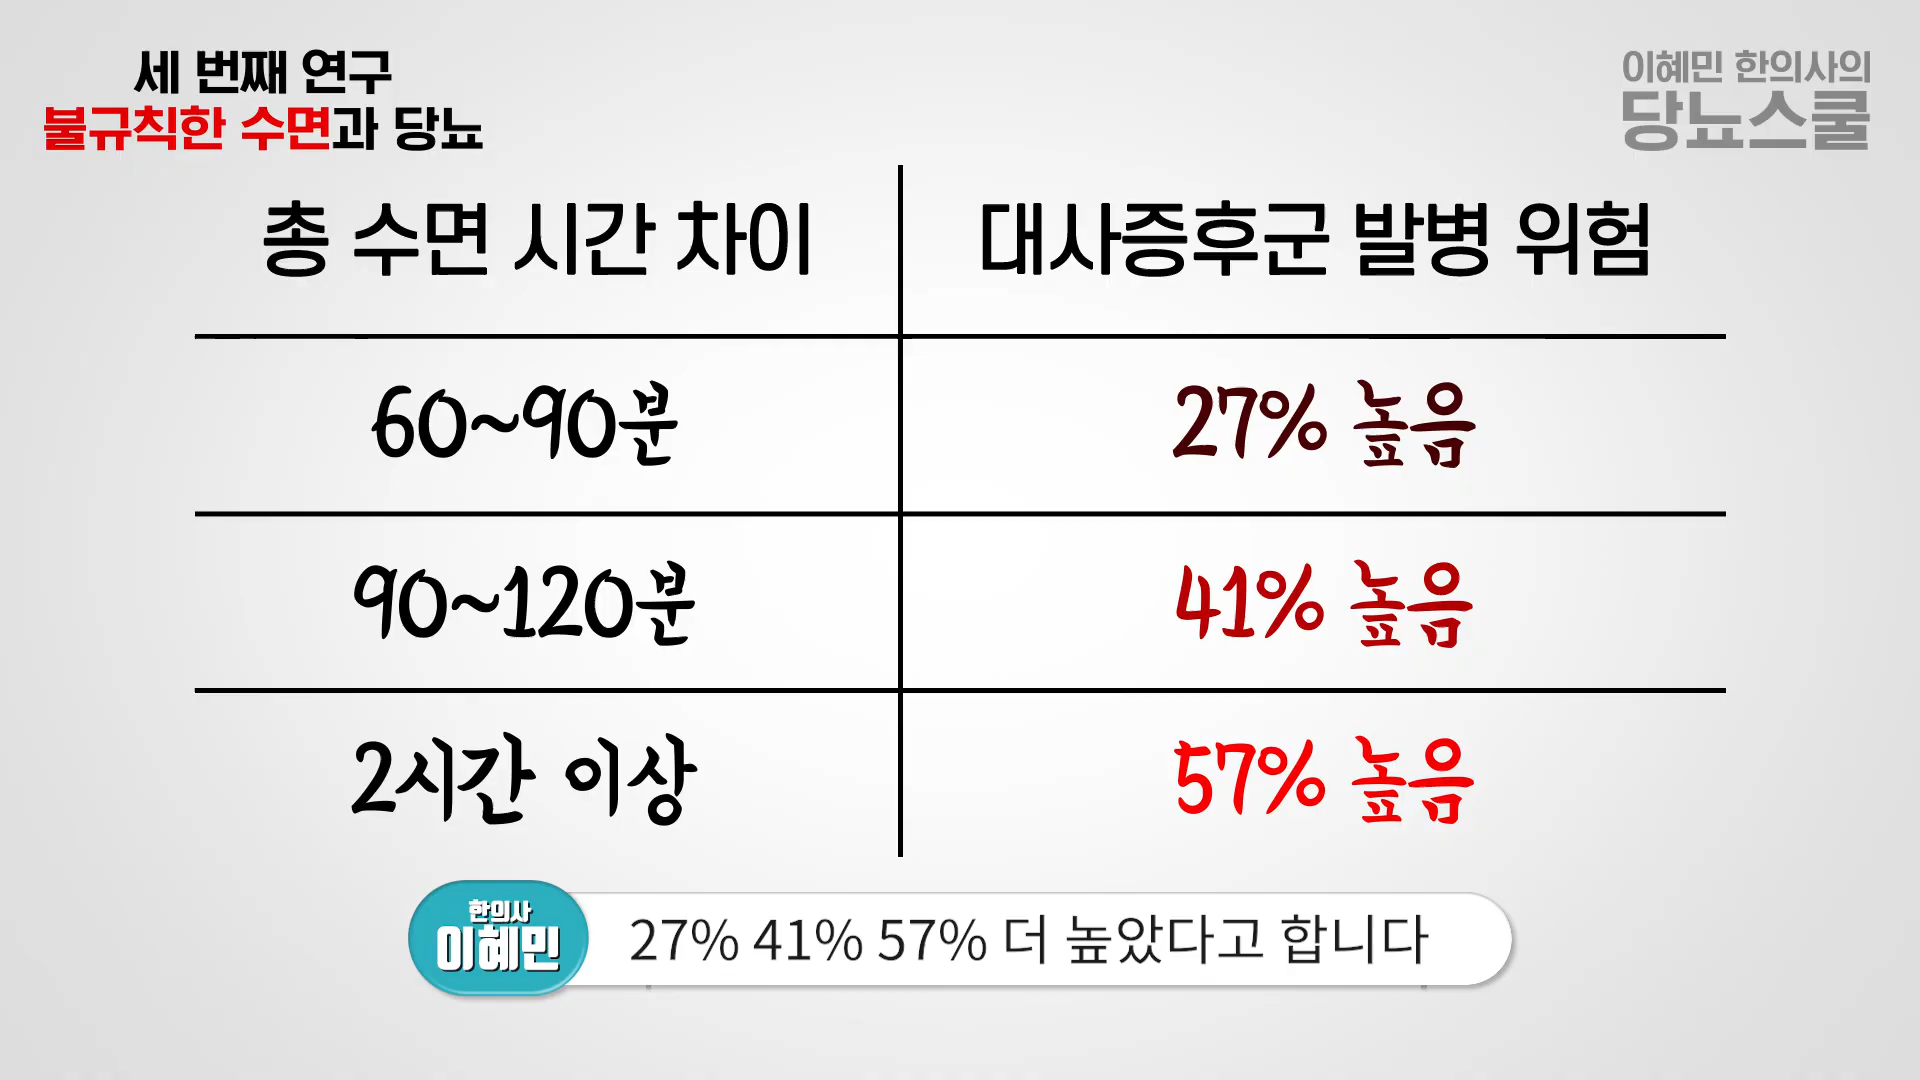 세 번째 연구
불규칙한 수면과 당뇨
이혜민 한의사의
당뇨스쿨
총 수면 시간 차이 대사증후군 발병 위험
60~90분 27% 높음
90~120분 41% 높음
2시간 이상 57% 높음
한의사
이혜민
27% 41% 57% 더 높았다고 합니다